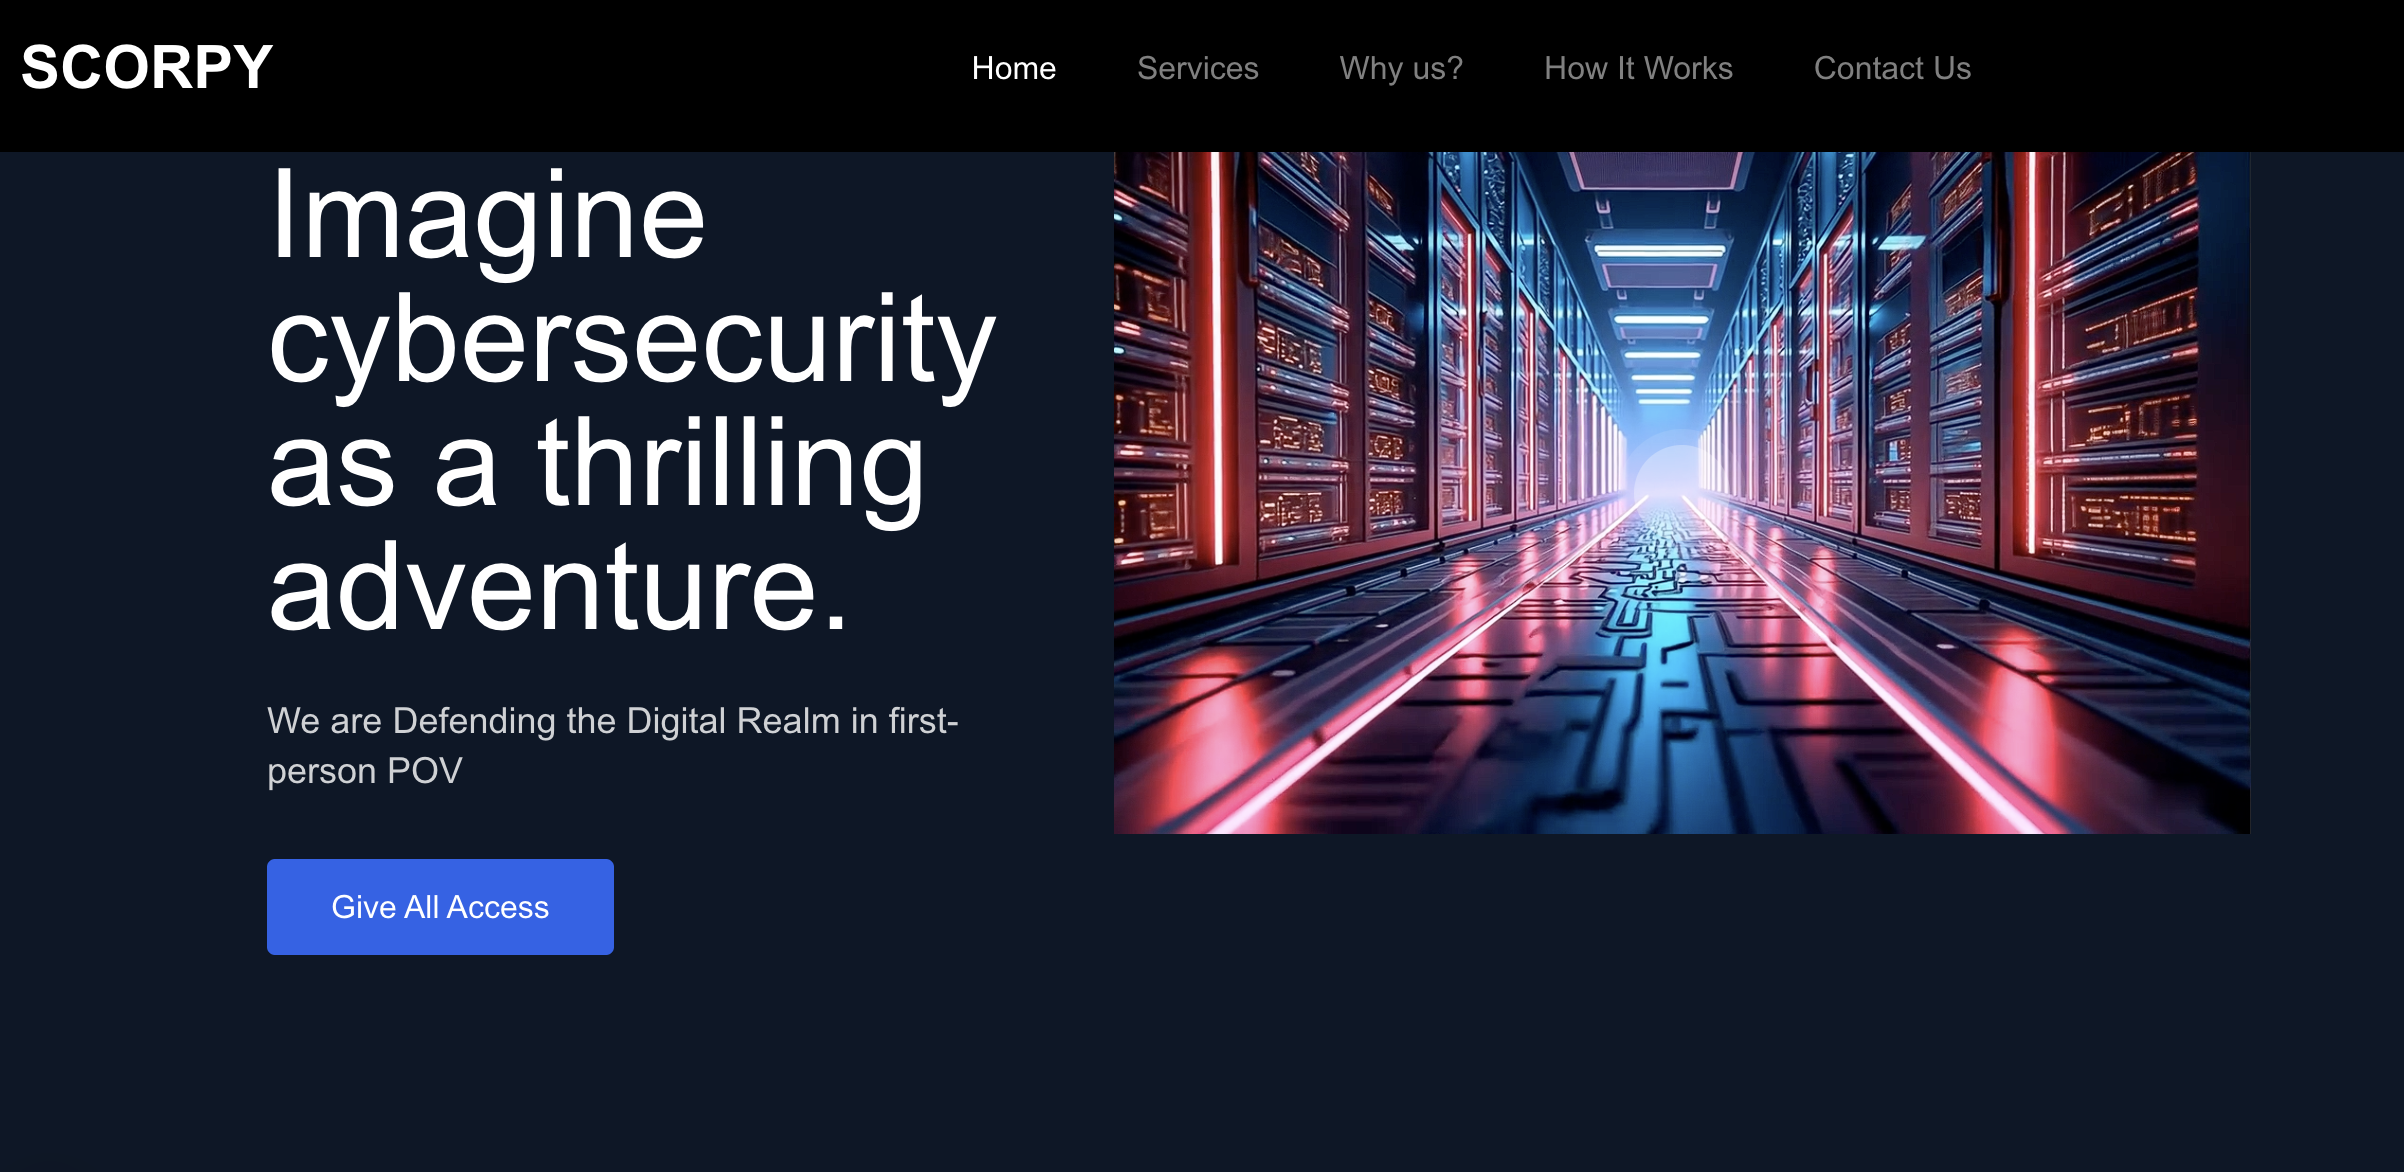 SCORPY
Home
Services
Why us?
How It Works
Contact Us
Imagine
cybersecurity
as a thrilling
adventure.
We are Defending the Digital Realm in first-
person POV
Give All Access